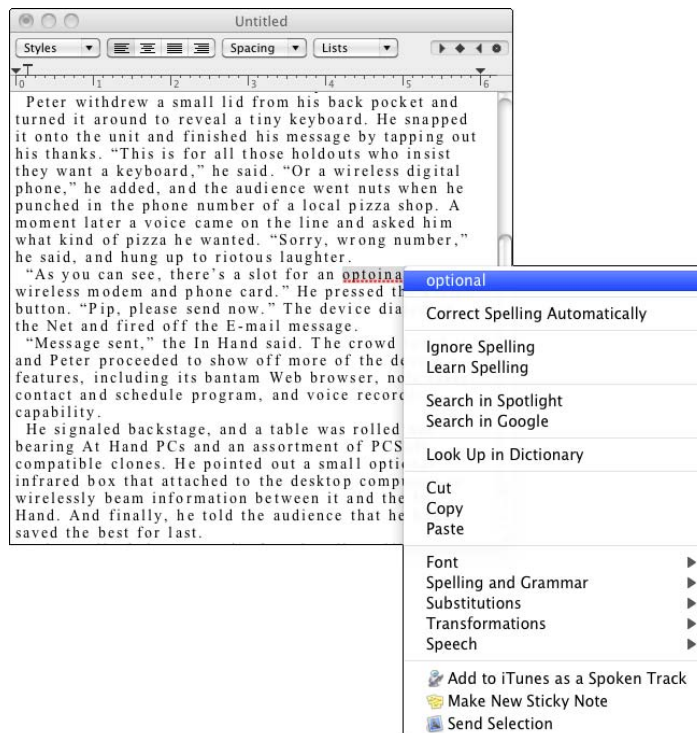 Untitled
Styles Spacing Lists
0 1 2 3 4 5 6
Peter withdrew a small lid from his back pocket and
turned it around to reveal a tiny keyboard. He snapped
it onto the unit and finished his message by tapping out
his thanks. “This is for all those holdouts who insist
they want a keyboard,” he said. “Or a wireless digital
phone,” he added, and the audience went nuts when he
punched in the phone number of a local pizza shop. A
moment later a voice came on the line and asked him
what kind of pizza he wanted. “Sorry, wrong number,”
he said, and hung up to riotous laughter.
“As you can see, there’s a slot for an optoina
wireless modem and phone card.” He pressed th
button. “Pip, please send now.” The device dia
the Net and fired off the E-mail message.
“Message sent,” the In Hand said. The crowd
and Peter proceeded to show off more of the de
features, including its bantam Web browser, no
contact and schedule program, and voice record
capability.
He signaled backstage, and a table was rolled
bearing At Hand PCs and an assortment of PCS
compatible clones. He pointed out a small opti
infrared box that attached to the desktop comp
wirelessly beam information between it and the
Hand. And finally, he told the audience that he
saved the best for last.
optional
Correct Spelling Automatically
Ignore Spelling
Learn Spelling
Search in Spotlight
Search in Google
Look Up in Dictionary
Cut
Copy
Paste
Font
Spelling and Grammar
Substitutions
Transformations
Speech
Add to iTunes as a Spoken Track
Make New Sticky Note
Send Selection